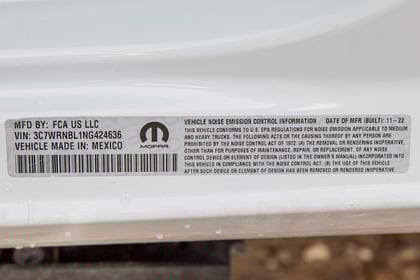 MFD BY: FCA US LLC
VIN: 3C7WRNBL1NG424636
VEHICLE MADE IN: MEXICO
MOPAR
VEHICLE NOISE EMISSION CONTROL INFORMATION DATE OF MFR (BUILT): 11-22
THIS VEHICLE CONFORMS TO U.S. EPA REGULATIONS FOR NOISE EMISSION APPLICABLE TO MEDIUM
AND HEAVY TRUCKS. THE FOLLOWING ACTS OR THE CAUSING THEREOF BY ANY PERSON ARE
PROHIBITED BY THE NOISE CONTROL ACT OF 1972: (A) THE REMOVAL OR RENDERING INOPERATIVE,
OTHER THAN FOR PURPOSES OF MAINTENANCE, REPAIR, OR REPLACEMENT, OF ANY NOISE
CONTROL DEVICE OR ELEMENT OF DESIGN (LISTED IN THE OWNER'S MANUAL) INCORPORATED INTO
THIS VEHICLE IN COMPLIANCE WITH THE NOISE CONTROL ACT. (B) THE USE OF THIS VEHICLE
AFTER SUCH DEVICE OR ELEMENT OF DESIGN HAS BEEN REMOVED OR RENDERED INOPERATIVE.